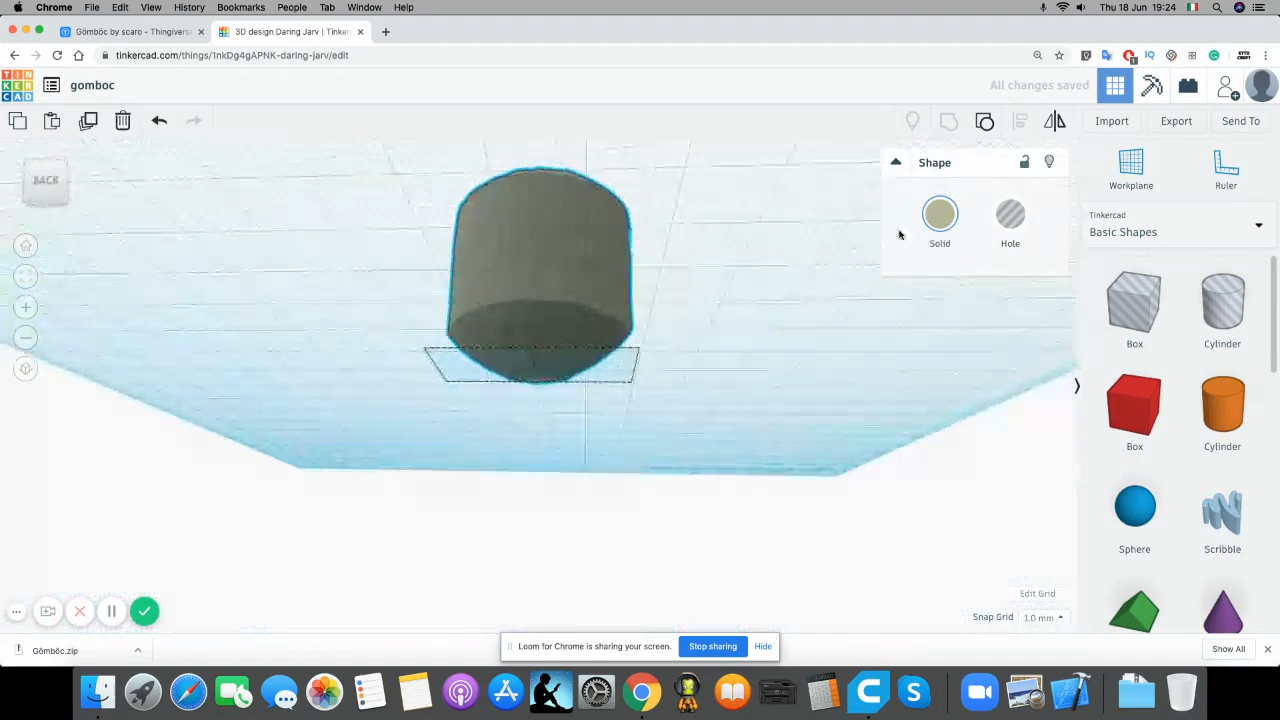 Chrome File Edit View History Bookmarks People Tab Window Help Thu 18 Jun 19:24
Gömböc by scaro - Thingivers
3D design Daring Jarv | Tinker
tinkercad.com/things/1nkDg4gAPNK-daring-jarv/edit
TIN
KER
CAD
gomboc
All changes saved
Import
Export
Send To
BACK
Shape
Solid
Hole
Workplane
Ruler
Tinkercad
Basic Shapes
Box
Cylinder
Box
Cylinder
Sphere
Scribble
Edit Grid
Snap Grid 1.0 mm
Loom for Chrome is sharing your screen. Stop sharing Hide
Gömböc.zip
Show All